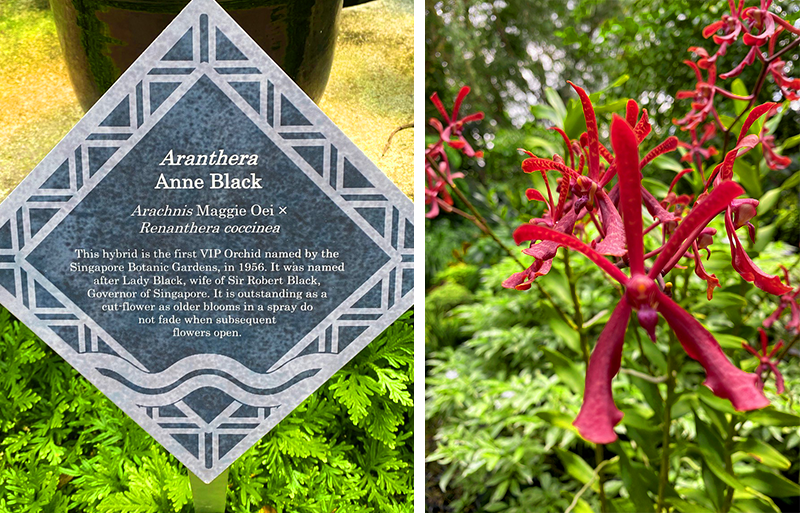 Aranthera
Anne Black
Arachnis Maggie Oei ×
Renanthera coccinea
This hybrid is the first VIP Orchid named by the
Singapore Botanic Gardens, in 1956. It was named
after Lady Black, wife of Sir Robert Black,
Governor of Singapore. It is outstanding as a
cut-flower as older blooms in a spray do
not fade when subsequent
flowers open.